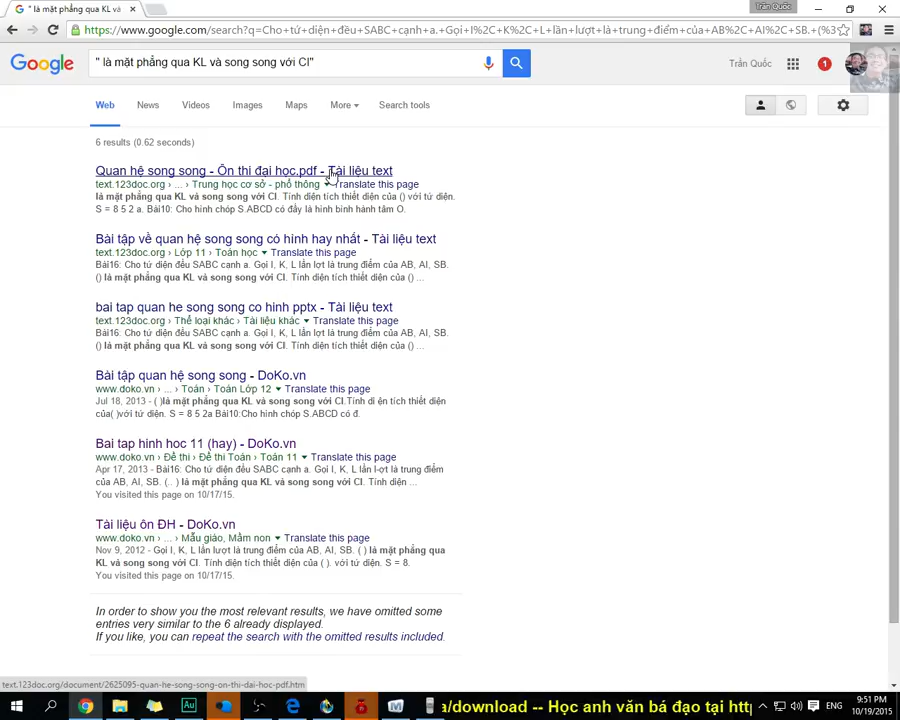 " là mặt phẳng qua KL và
Trần Quốc
https://www.google.com/search?q=Cho+tứ+diện+đều+SABC+cạnh+a.+Gọi+I%2C+K%2C+L+lần+lượt+là+trung+điểm+của+AB%2C+AI%2C+SB.+(%3
Google
" là mặt phẳng qua KL và song song với CI"
Trần Quốc
1
Web News Videos Images Maps More Search tools
6 results (0.62 seconds)
Quan hệ song song - Ôn thi đại học.pdf - Tài liệu text
text.123doc.org › ... › Trung học cơ sở - phổ thông Translate this page
là mặt phẳng qua KL và song song với CI. Tính diện tích thiết diện của () với tứ diện.
S = 8 5 2 a. Bài10: Cho hình chóp S.ABCD có đấy là hình bình hành tâm O.
Bài tập về quan hệ song song có hình hay nhất - Tài liệu text
text.123doc.org › Lớp 11 › Toán học Translate this page
Bài16: Cho tứ diện đều SABC cạnh a. Gọi I, K, L lần lợt là trung điểm của AB, AI, SB.
() là mặt phẳng qua KL và song song với CI. Tính diện tích thiết diện của () ...
bai tap quan he song song co hinh pptx - Tài liệu text
text.123doc.org › Thể loại khác › Tài liệu khác Translate this page
Bài16: Cho tứ diện đều SABC cạnh a. Gọi I, K, L lần lợt là trung điểm của AB, AI, SB.
() là mặt phẳng qua KL và song song với CI. Tính diện tích thiết diện của () ...
Bài tập quan hệ song song - DoKo.vn
www.doko.vn › ... › Toán › Toán Lớp 12 Translate this page
Jul 18, 2013 - ( )là mặt phẳng qua KL và song song với CI.Tính di ện tích thiết diện
của( )với tứ diện. S = 8 5 2a Bài10:Cho hình chóp S.ABCD có đ.
Bai tap hinh hoc 11 (hay) - DoKo.vn
www.doko.vn › Đề thi › Đề thi Toán › Toán 11 Translate this page
Apr 17, 2013 - Bài16: Cho tứ diện đều SABC cạnh a. Gọi I, K, L lần l-ợt là trung điểm
của AB, AI, SB. (.. ) là mặt phẳng qua KL và song song với CI. Tính diện ...
You visited this page on 10/17/15.
Tài liệu ôn ĐH - DoKo.vn
www.doko.vn › ... › Mẫu giáo, Mầm non Translate this page
Nov 9, 2012 - Gọi I, K, L lần lượt là trung điểm của AB, AI, SB. ( ) là mặt phẳng qua
KL và song song với CI. Tính diện tích thiết diện của ( ). với tứ diện. S = 8.
You visited this page on 10/17/15.
In order to show you the most relevant results, we have omitted some
entries very similar to the 6 already displayed.
If you like, you can repeat the search with the omitted results included.
text.123doc.org/document/2625095-quan-he-song-song-on-thi-dai-hoc-pdf.htm
Au
a/download -- Học anh văn bá đạo tại http
ENG
9:51 PM
10/19/2015